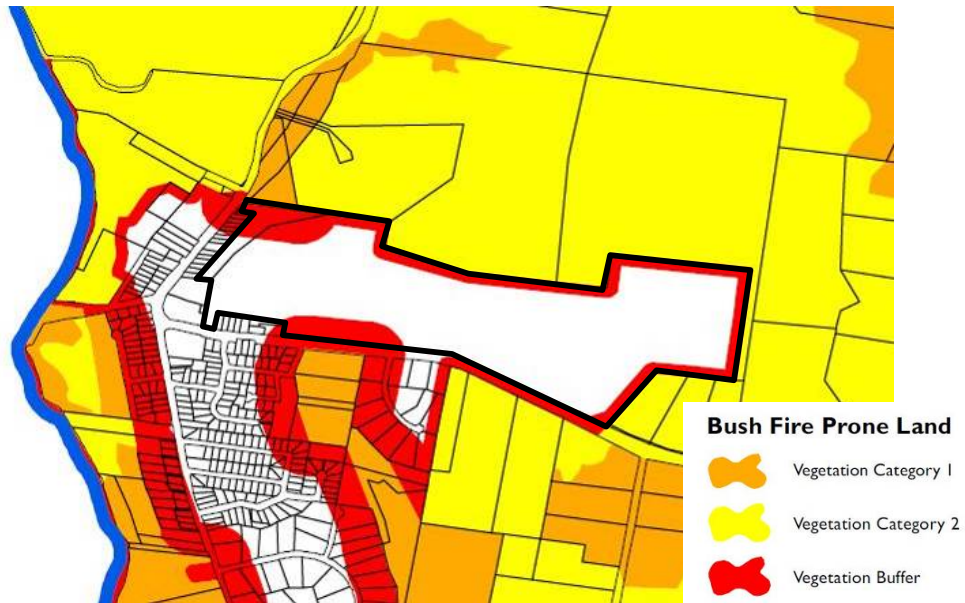 Bush Fire Prone Land
Vegetation Category 1
Vegetation Category 2
Vegetation Buffer